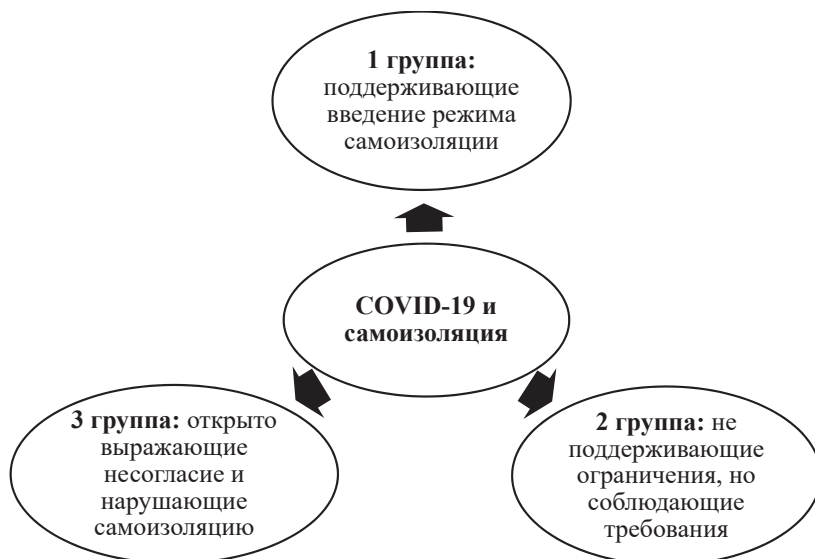 1 группа:
поддерживающие
введение режима
самоизоляции
COVID-19 и
самоизоляция
3 группа: открыто
выражающие
несогласие и
нарушающие
самоизоляцию
2 группа: не
поддерживающие
ограничения, но
соблюдающие
требования